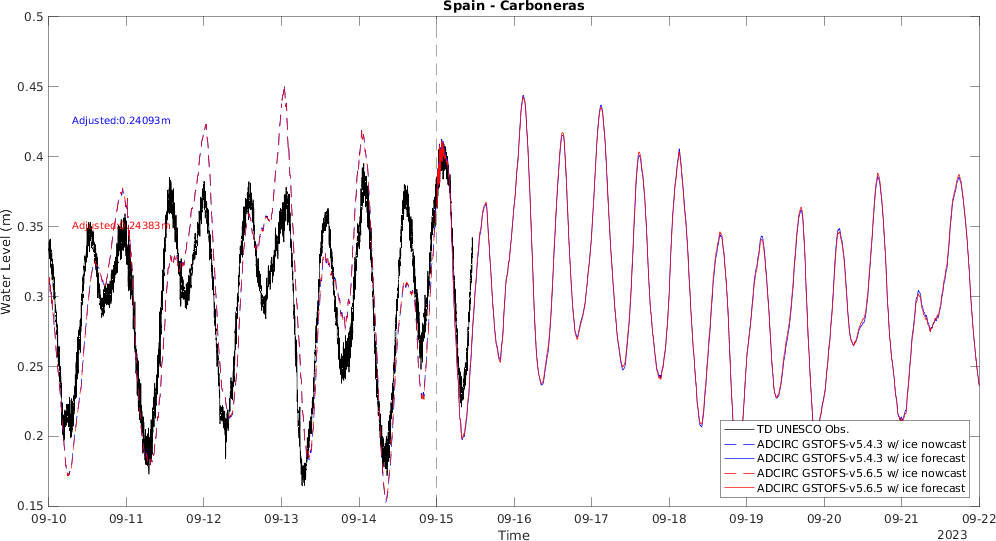 Spain - Carboneras
0.5
0.45
0.4
0.35
0.3
0.25
0.2
0.15
Water Level (m)
Adjusted:0.24093m
Adjusted:0.24383m
TD UNESCO Obs.
ADCIRC GSTOFS-v5.4.3 w/ ice nowcast
ADCIRC GSTOFS-v5.4.3 w/ ice forecast
ADCIRC GSTOFS-v5.6.5 w/ ice nowcast
ADCIRC GSTOFS-v5.6.5 w/ ice forecast
09-10 09-11 09-12 09-13 09-14 09-15 09-16 09-17 09-18 09-19 09-20 09-21 09-22
Time
2023